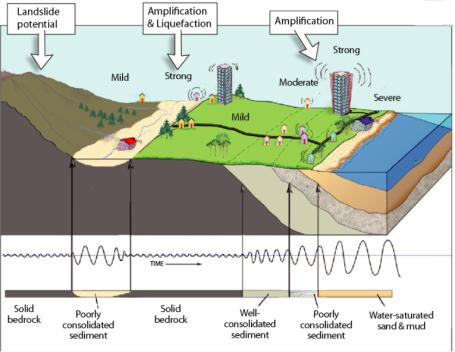 Landslide
potential
Amplification
& Liquefaction
Amplification
Strong
Mild
Strong
Moderate
Severe
Mild
TIME
Solid
bedrock
Poorly
consolidated
sediment
Solid
bedrock
Well-
consolidated
sediment
Poorly
consolidated
sediment
Water-saturated
sand & mud